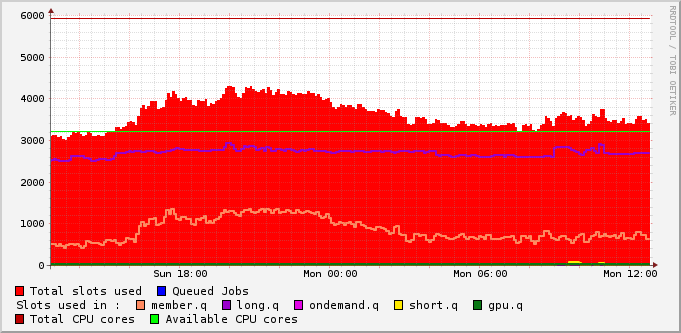 RRDTOOL / TOBI OETIKER
6000
5000
4000
3000
2000
1000
0
Sun 18:00 Mon 00:00 Mon 06:00 Mon 12:00
Total slots used Queued Jobs
Slots used in : member.q long.q ondemand.q short.q gpu.q
Total CPU cores Available CPU cores